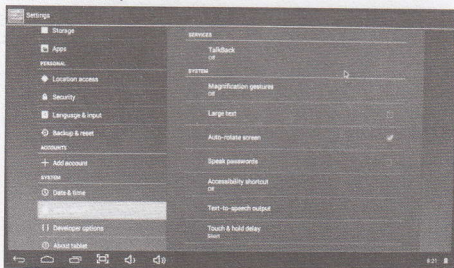 Settings
Storage
Apps
PERSONAL
Location access
Security
Language & input
Backup & reset
ACCOUNTS
Add account
SYSTEM
Date & time
Developer options
About tablet
SERVICES
TalkBack
Off
SYSTEM
Magnification gestures
Off
Large text
Auto-rotate screen
Speak passwords
Accessibility shortcut
Off
Text-to-speech output
Touch & hold delay
Short
8:21